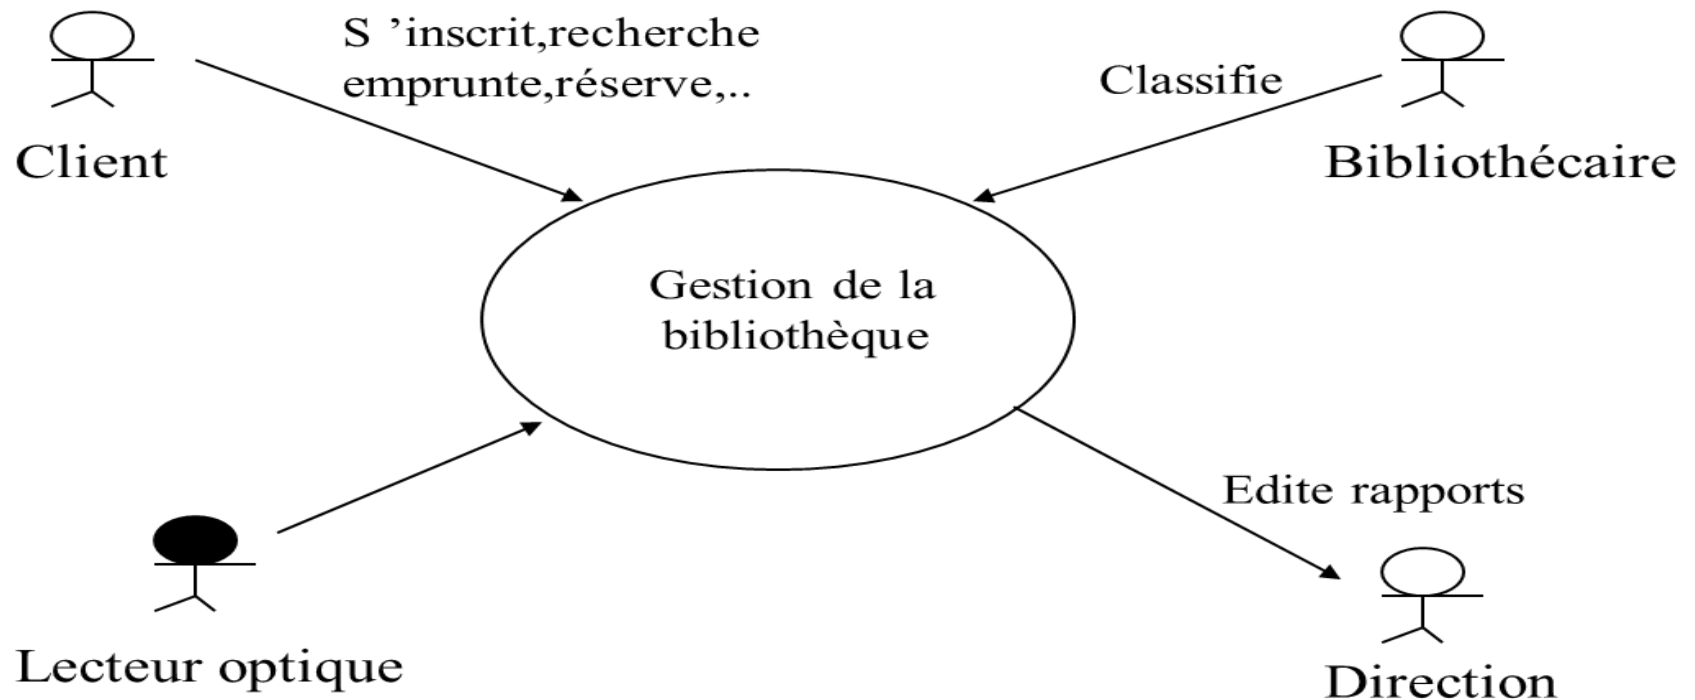 S ’inscrit,recherche
emprunte,réserve,..
Classifie
Client
Bibliothécaire
Gestion de la
bibliothèque
Edite rapports
Lecteur optique
Direction